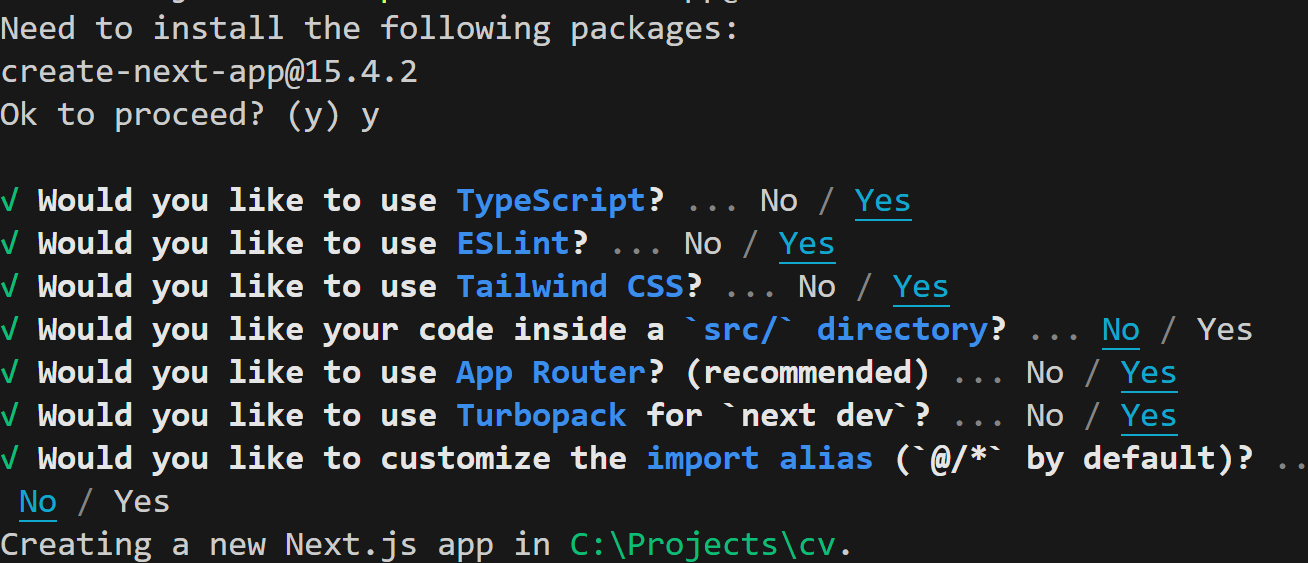 Need to install the following packages:
create-next-app@15.4.2
Ok to proceed? (y) y
√ Would you like to use TypeScript? ... No / Yes
√ Would you like to use ESLint? ... No / Yes
√ Would you like to use Tailwind CSS? ... No / Yes
√ Would you like your code inside a `src/` directory? ... No / Yes
√ Would you like to use App Router? (recommended) ... No / Yes
√ Would you like to use Turbopack for `next dev`? ... No / Yes
√ Would you like to customize the import alias (`@/*` by default)? ..
No / Yes
Creating a new Next.js app in C:\Projects\cv.